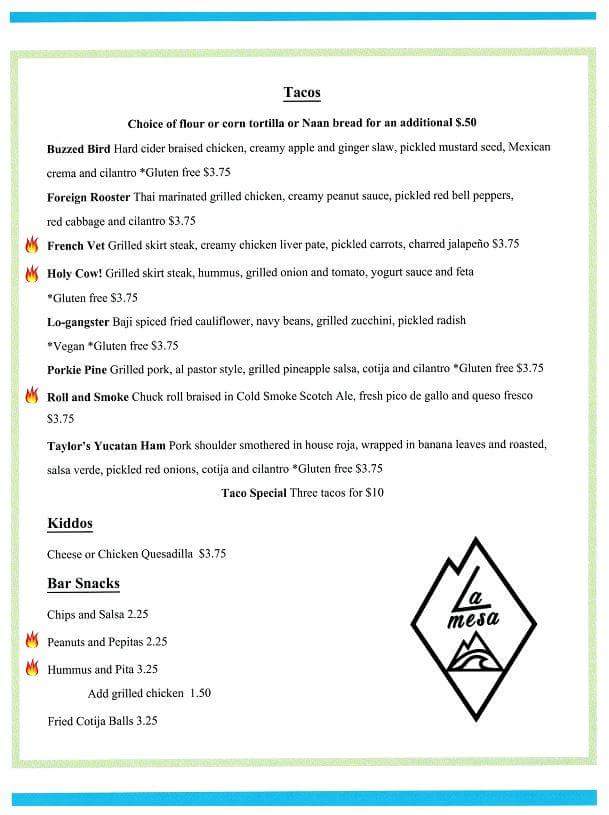 Tacos
Choice of flour or corn tortilla or Naan bread for an additional $.50
Buzzed Bird Hard cider braised chicken, creamy apple and ginger slaw, pickled mustard seed, Mexican
crema and cilantro *Gluten free $3.75
Foreign Rooster Thai marinated grilled chicken, creamy peanut sauce, pickled red bell peppers,
red cabbage and cilantro $3.75
French Vet Grilled skirt steak, creamy chicken liver pate, pickled carrots, charred jalapeño $3.75
Holy Cow! Grilled skirt steak, hummus, grilled onion and tomato, yogurt sauce and feta
*Gluten free $3.75
Lo-gangster Baji spiced fried cauliflower, navy beans, grilled zucchini, pickled radish
*Vegan *Gluten free $3.75
Porkie Pine Grilled pork, al pastor style, grilled pineapple salsa, cotija and cilantro *Gluten free $3.75
Roll and Smoke Chuck roll braised in Cold Smoke Scotch Ale, fresh pico de gallo and queso fresco
$3.75
Taylor's Yucatan Ham Pork shoulder smothered in house roja, wrapped in banana leaves and roasted,
salsa verde, pickled red onions, cotija and cilantro *Gluten free $3.75
Taco Special Three tacos for $10
Kiddos
Cheese or Chicken Quesadilla $3.75
Bar Snacks
Chips and Salsa 2.25
Peanuts and Pepitas 2.25
Hummus and Pita 3.25
Add grilled chicken 1.50
Fried Cotija Balls 3.25
La
mesa